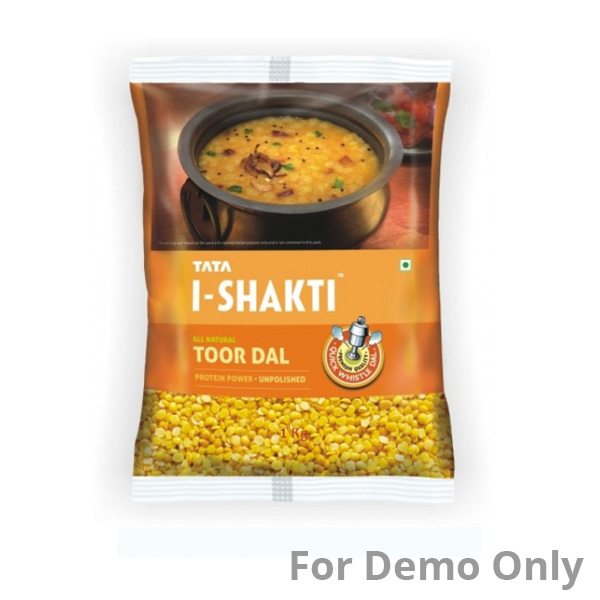 TATA
I-SHAKTI™
ALL NATURAL
TOOR DAL
PROTEIN POWER • UNPOLISHED
QUICK WHISTLE DAL
1 Kg
For Demo Only